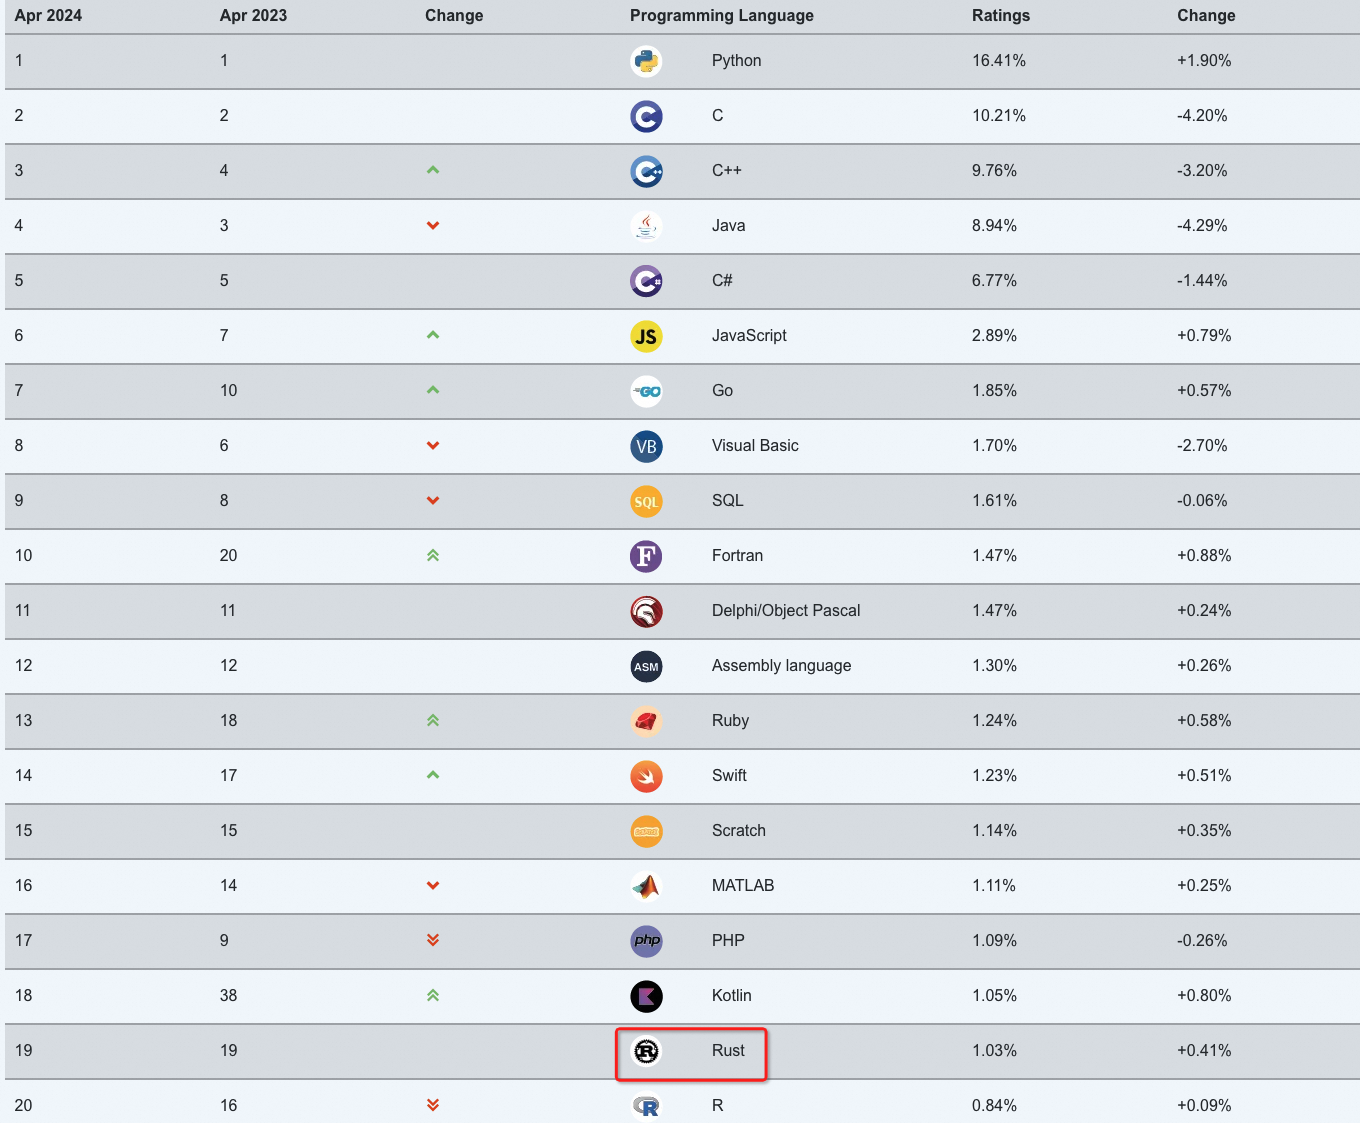 Apr 2024 Apr 2023 Change Programming Language Ratings Change
1 1 Python 16.41% +1.90%
2 2 C 10.21% -4.20%
3 4 C++ 9.76% -3.20%
4 3 Java 8.94% -4.29%
5 5 C# 6.77% -1.44%
6 7 JS JavaScript 2.89% +0.79%
7 10 GO Go 1.85% +0.57%
8 6 VB Visual Basic 1.70% -2.70%
9 8 SQL SQL 1.61% -0.06%
10 20 F Fortran 1.47% +0.88%
11 11 Delphi/Object Pascal 1.47% +0.24%
12 12 ASM Assembly language 1.30% +0.26%
13 18 Ruby 1.24% +0.58%
14 17 Swift 1.23% +0.51%
15 15 Scratch 1.14% +0.35%
16 14 MATLAB 1.11% +0.25%
17 9 php PHP 1.09% -0.26%
18 38 Kotlin 1.05% +0.80%
19 19 R Rust 1.03% +0.41%
20 16 R R 0.84% +0.09%